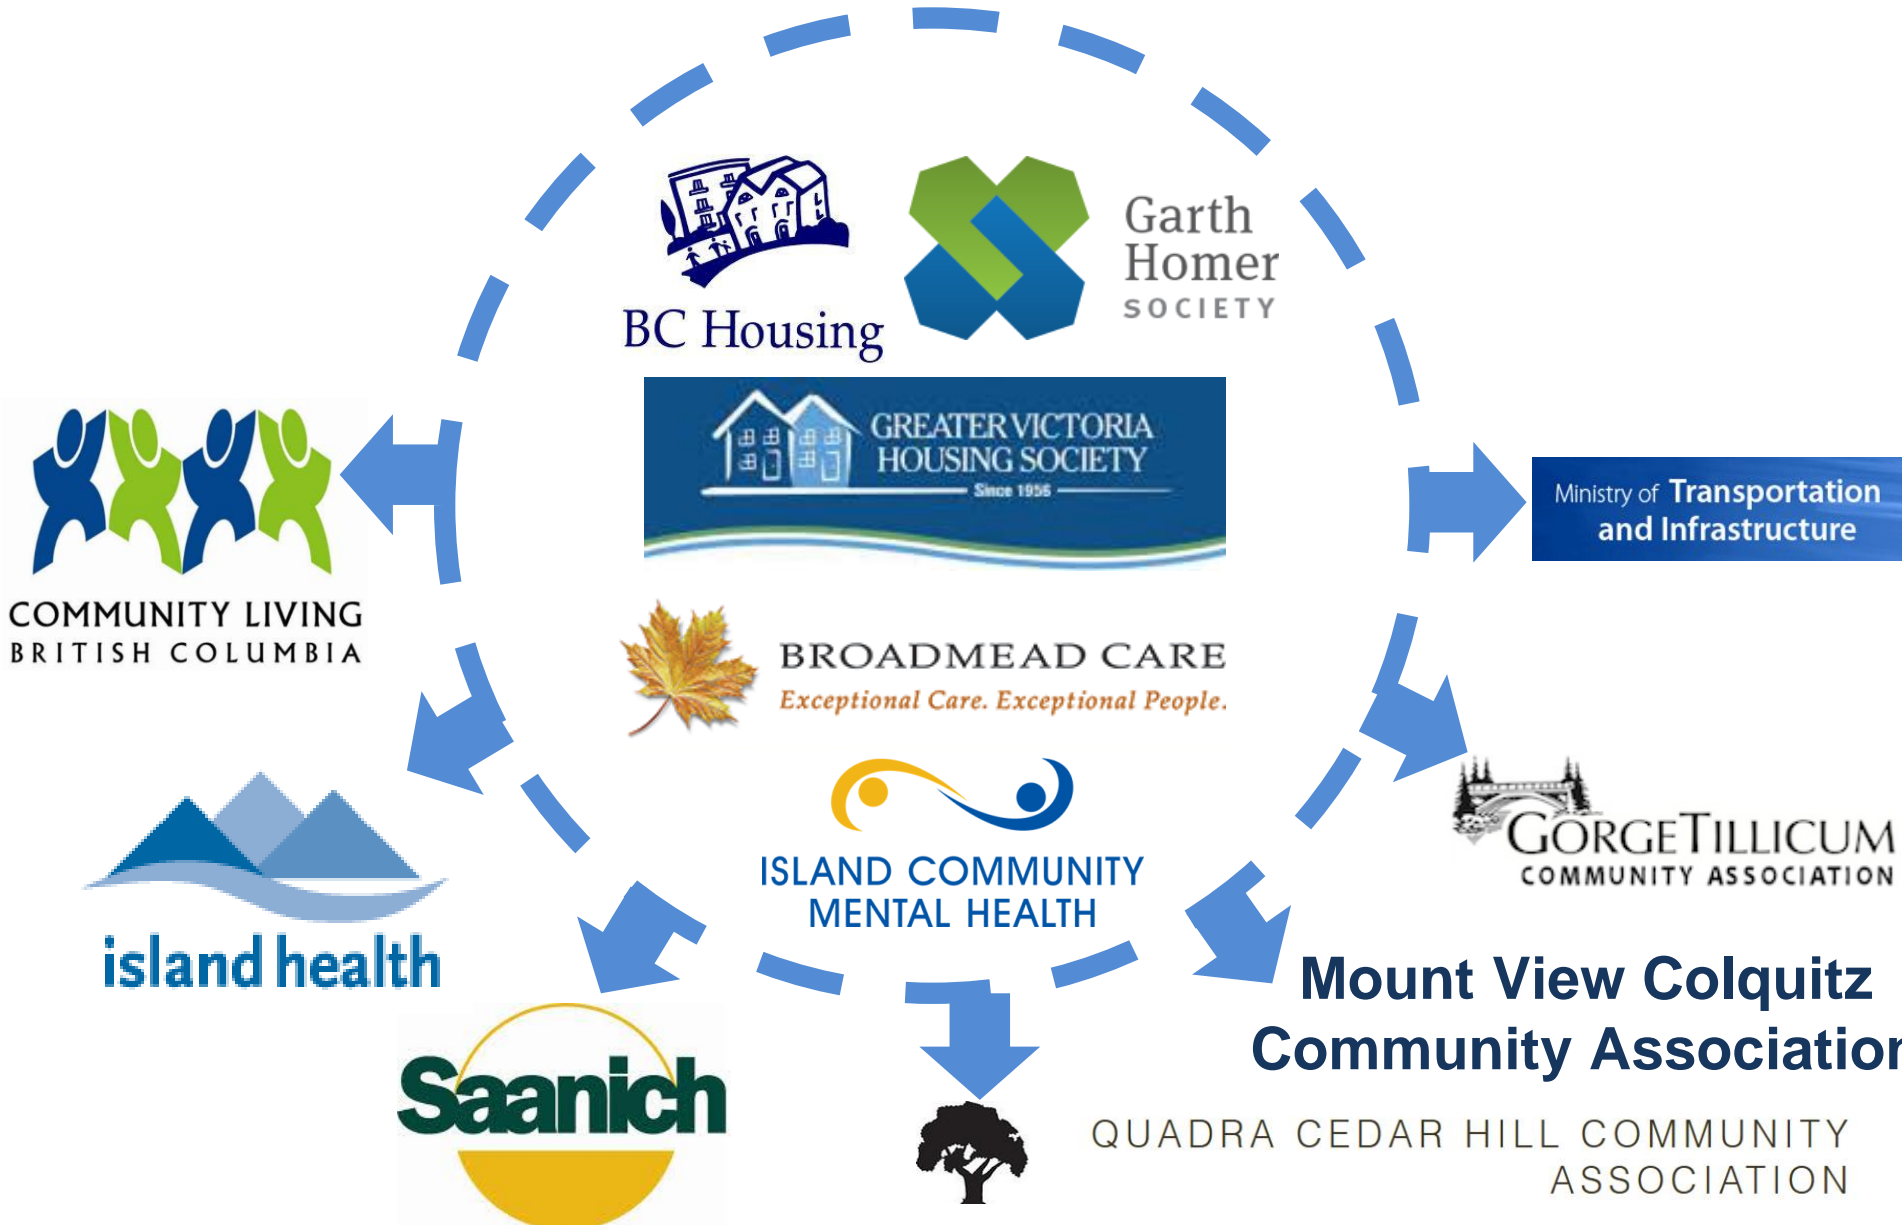 BC Housing
Garth
Homer
SOCIETY
GREATER VICTORIA
HOUSING SOCIETY
Since 1956
COMMUNITY LIVING
BRITISH COLUMBIA
Ministry of Transportation
and Infrastructure
BROADMEAD CARE
Exceptional Care. Exceptional People.
ISLAND COMMUNITY
MENTAL HEALTH
GORGE TILLICUM
COMMUNITY ASSOCIATION
island health
Mount View Colquitz
Community Association
Saanich
QUADRA CEDAR HILL COMMUNITY
ASSOCIATION